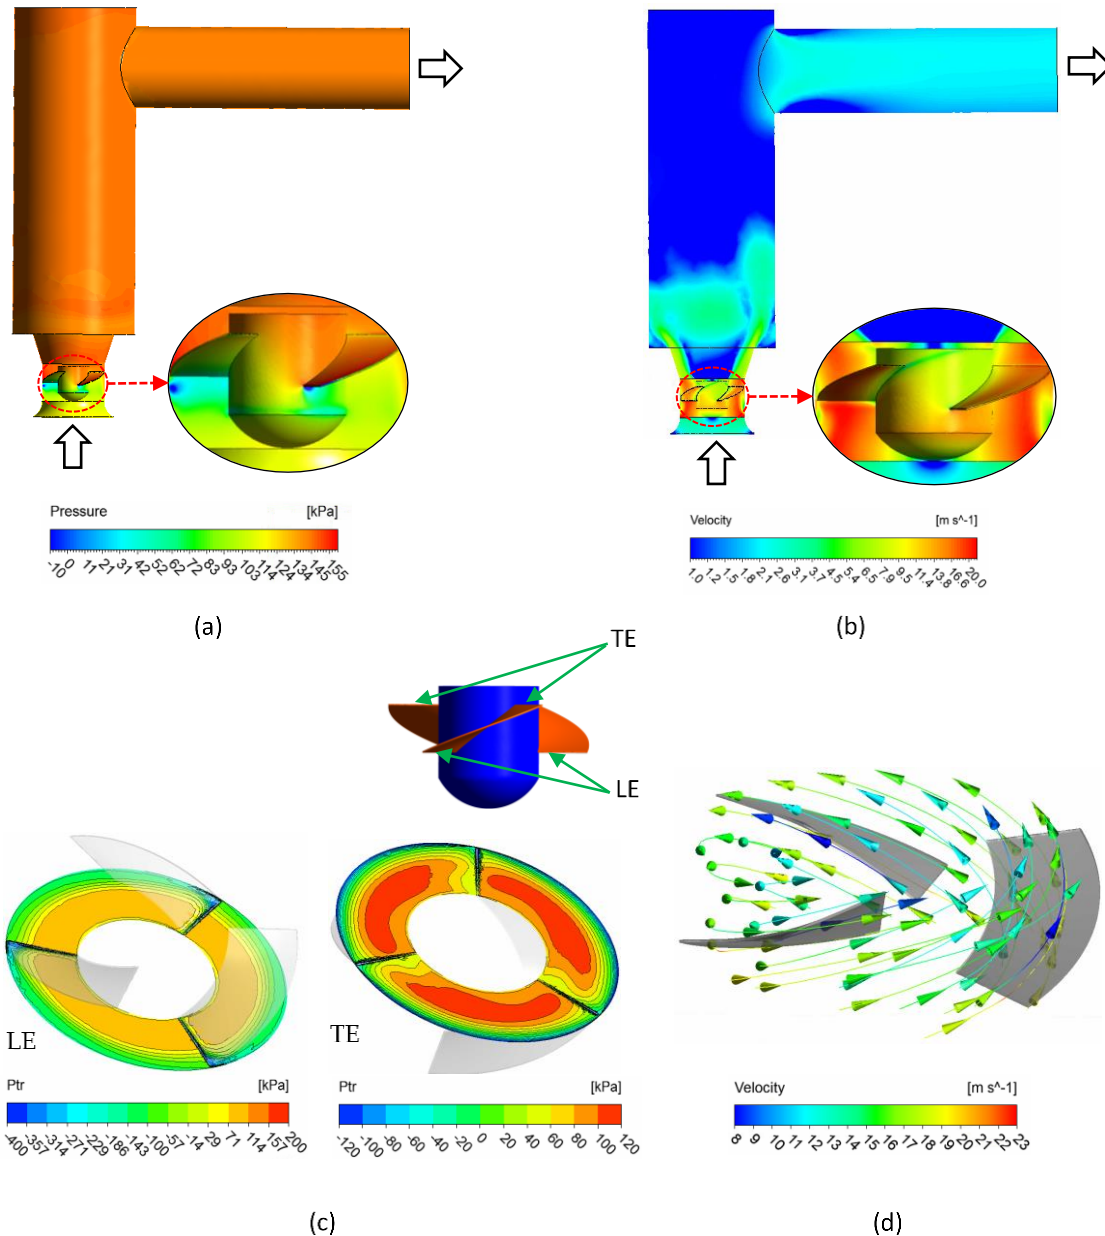 Pressure [kPa]
-10 0 11 21 31 42 52 62 72 83 93 103 114 124 134 145 155
Velocity [m s^-1]
1.0 1.2 1.5 1.8 2.1 2.6 3.1 3.7 4.5 5.4 6.5 7.9 9.5 11.4 13.8 16.6 20.0
(a) (b)
TE
LE
LE
TE
Ptr [kPa]
-400 -357 -314 -271 -229 -186 -143 -100 -57 -14 29 71 114 157 200
Ptr [kPa]
-120 -100 -80 -60 -40 -20 0 20 40 60 80 100 120
Velocity [m s^-1]
8 9 10 11 12 13 14 15 16 17 18 19 20 21 22 23
(c) (d)